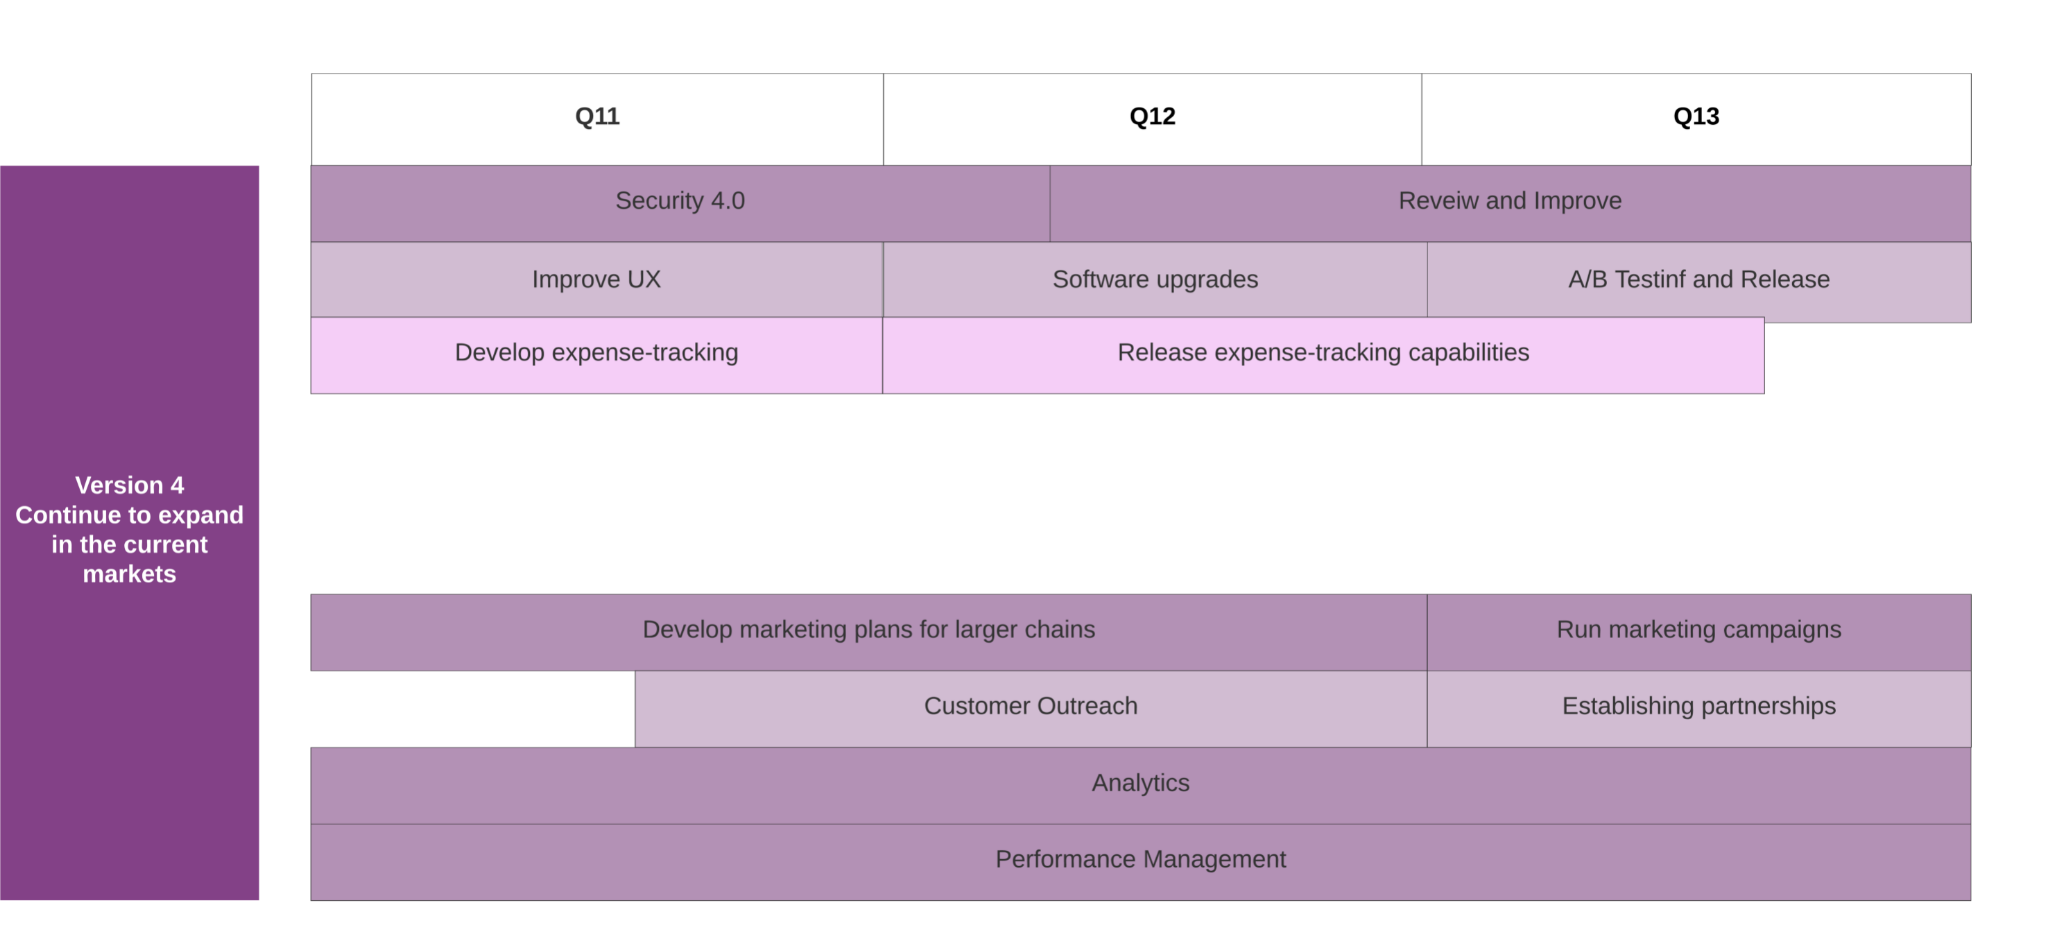 Q11
Q12
Q13
Security 4.0
Reveiw and Improve
Improve UX
Software upgrades
A/B Testinf and Release
Develop expense-tracking
Release expense-tracking capabilities
Version 4
Continue to expand
in the current
markets
Develop marketing plans for larger chains
Run marketing campaigns
Customer Outreach
Establishing partnerships
Analytics
Performance Management